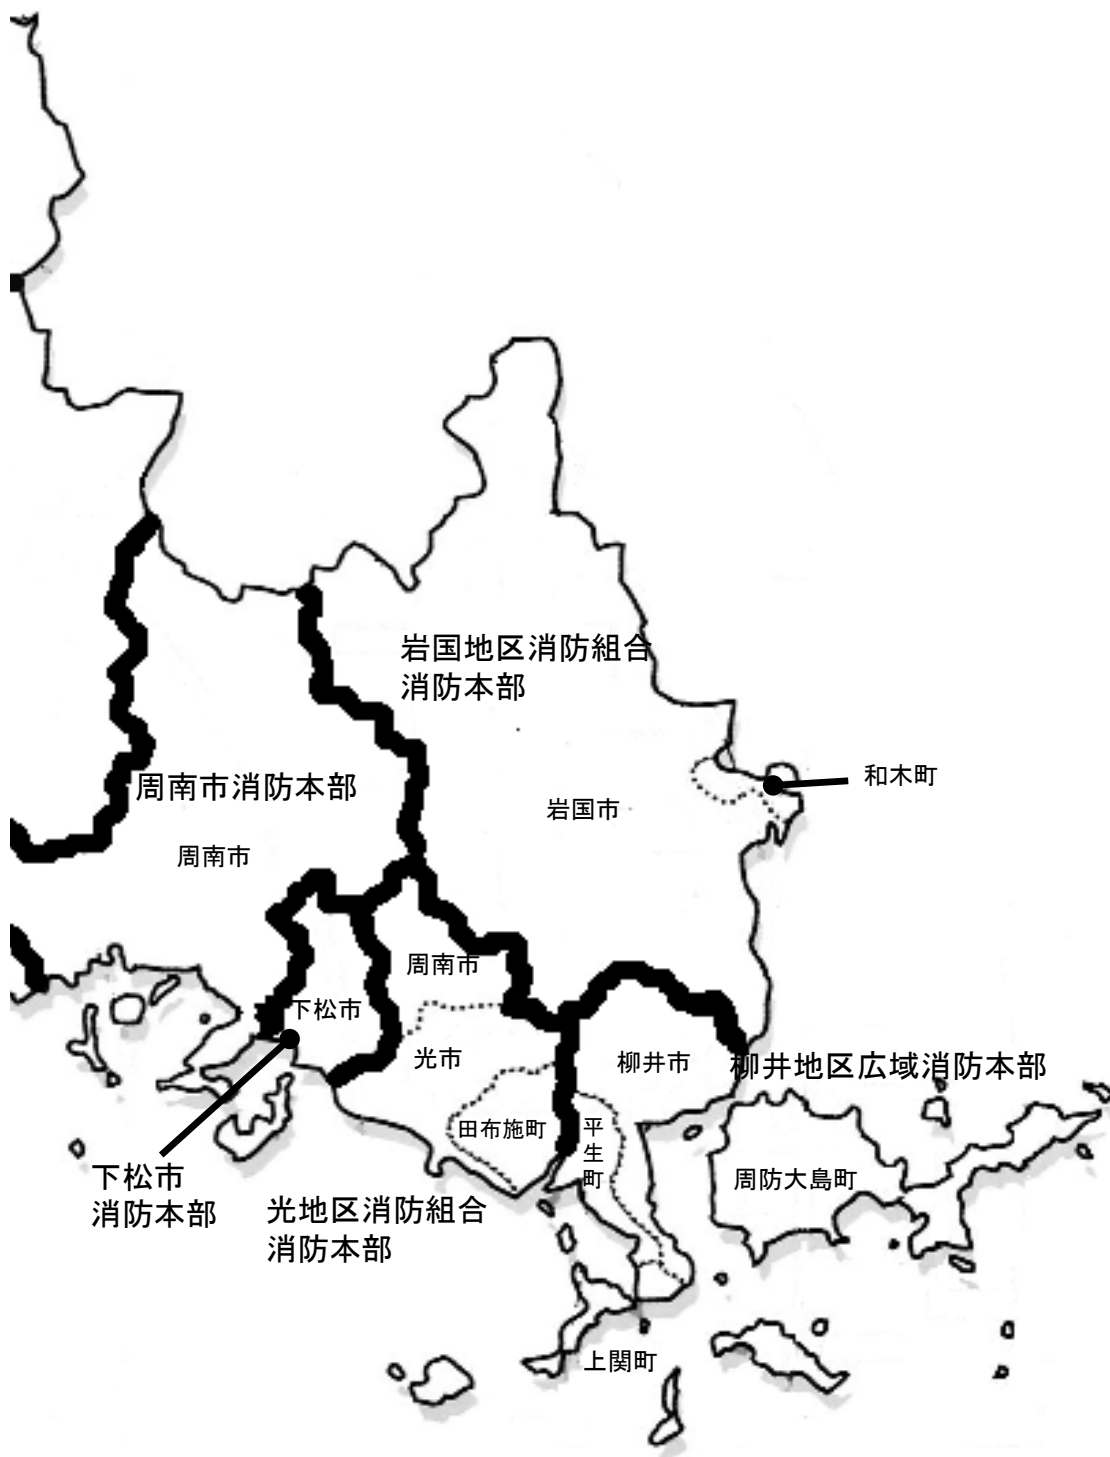 岩国地区消防組合
消防本部
周南市消防本部
和木町
岩国市
周南市
周南市
下松市
光市
柳井市
柳井地区広域消防本部
田布施町
平生町
周防大島町
下松市
消防本部
光地区消防組合
消防本部
上関町